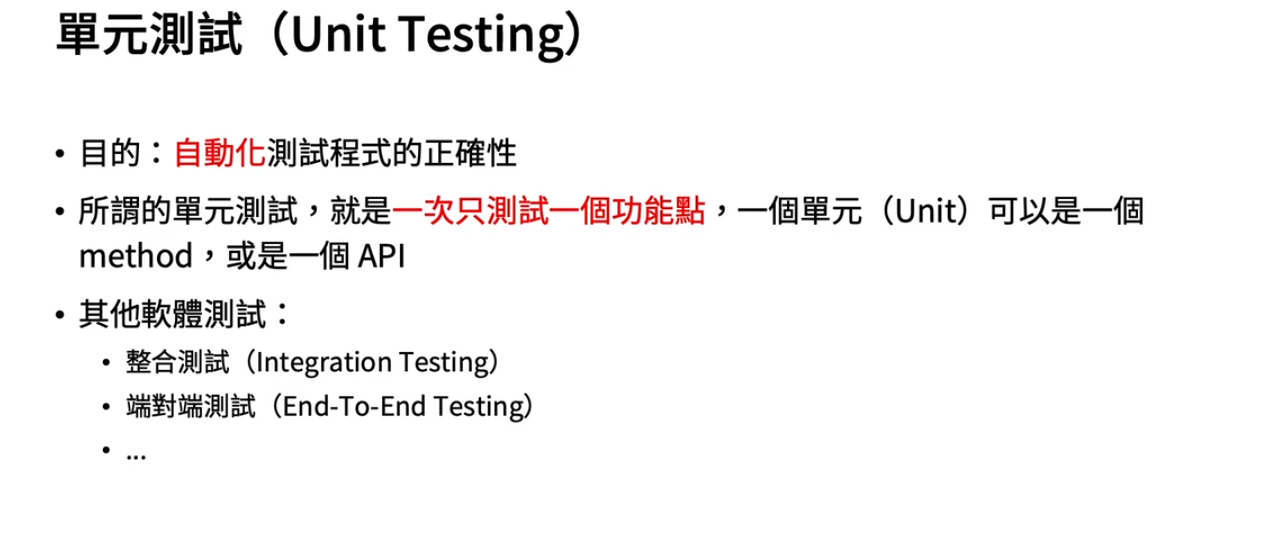 單元測試（Unit Testing）
• 目的：自動化測試程式的正確性
• 所謂的單元測試，就是一次只測試一個功能點，一個單元（Unit）可以是一個
method，或是一個 API
• 其他軟體測試：
• 整合測試（Integration Testing）
• 端對端測試（End-To-End Testing）
• ...